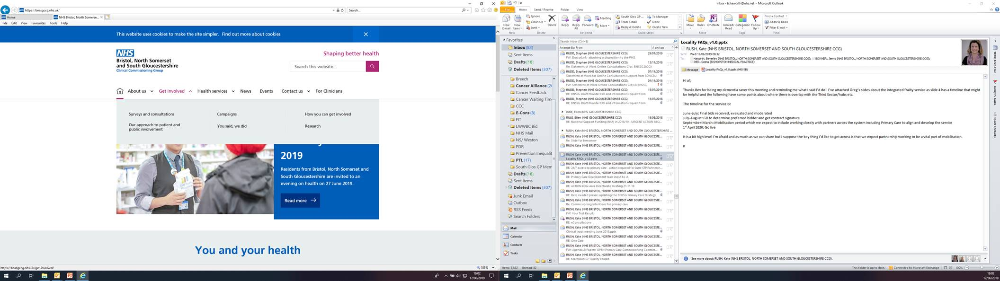 https://bnssgccg.nhs.uk/
Search...
Home
NHS Bristol, North Somerse...
File Edit View Favourites Tools Help
This website uses cookies to make the site simpler. Find out more about cookies
NHS
Bristol, North Somerset
and South Gloucestershire
Clinical Commissioning Group
Shaping better health
Search this website...
About us Get involved Health services News Events Contact us For Clinicians
Surveys and consultations Campaigns How you can get involved
Our approach to patient and
public involvement
You said, we did Research
2019
Residents from Bristol, North Somerset and
South Gloucestershire are invited to an
evening on health on 27 June 2019.
Read more
You and your health
https://bnssgccg.nhs.uk/get-involved/
105%
16:02
17/06/2019
Inbox - b.haworth@nhs.net - Microsoft Outlook
File Home Send / Receive Folder View
New E-mail
New Items
New
Ignore
Clean Up
Junk
Delete
Delete
Reply
Reply All
Forward
Meeting
More
Respond
South Glos GP ...
Team E-mail
Reply & Delete
To Manager
Done
Create New
Quick Steps
Move Rules OneNote
Move
Unread/ Read
Categorize
Follow Up
Tags
Find a Contact
Address Book
Filter E-mail
Find
Favorites
Inbox (82)
Sent Items
Drafts [18]
Deleted Items (307)
Breech
Cancer Alliance (2
Cancer Feedback
Cancer Waiting Time
CCC
E-Cons (8)
FIT
LWWBC Bid
NHS Mail
NS/ Weston
PDR
Prevention Inequalit
PTL (17)
South Glos GP Mem
Drafts [18]
Sent Items
Deleted Items (307)
Junk Email
Outbox
RSS Feeds
Search Folders
Mail
Calendar
Contacts
Tasks
Items: 3,832 Unread: 82
Search Inbox (Ctrl+E)
Arrange By: From A on top
RUDD, Stephen (NHS GLOUCESTERSHIRE CCG) 29/01/2019
FW: DoctorLink - attaching a disposition to the PMS
RUDD, Stephen (NHS GLOUCESTERSHIRE CCG) 13/11/2018
Re: Statement of Work for Online Consultations Glos BNSSG.DOCX
RUDD, Stephen (NHS GLOUCESTERSHIRE CCG) 07/11/2018
Statement of Work for Online Consultations support from SCWCSU
RUDD, Stephen (NHS GLOUCESTERSHIRE CCG) 01/11/2018
FW: Statement of Work Online Consultations Glos & BNSSG
RUDD, Stephen (NHS GLOUCESTERSHIRE CCG) 19/07/2018
RE: BNSSG Draft Provider EOI and information request form
RUDD, Stephen (NHS GLOUCESTERSHIRE CCG) 18/07/2018
RE: BNSSG Draft Provider EOI and information request form
RULE, Ellen (NHS GLOUCESTERSHIRE CCG)
RULE, Ellen (NHS GLOUCESTERSHIRE CCG) 19/06/2018
RE: National Support Funding (NSF) in 2018/19 - URGENT ACTION REQ...
RUSH, Kate (NHS BRISTOL, NORTH SOMERSET AND SOUTH GLOUCESTERSHIRE ...
RUSH, Kate (NHS BRISTOL, NORTH SOMERSET AND SOUTH GLOUCESTE...
Re: Slide for tomorrow
RUSH, Kate (NHS BRISTOL, NORTH SOMERSET AND SOUTH GLOUCESTE...
RUSH, Kate (NHS BRISTOL, NORTH SOMERSET AND SOUTH GLOUCESTE...
Locality FAQs_v1.0.pptx
RUSH, Kate (NHS BRISTOL, NORTH SOMERSET AND SOUTH GLOUCESTE...
RE: 24/7 access to primary care - action required for June STP Partnersh...
RUSH, Kate (NHS BRISTOL, NORTH SOMERSET AND SOUTH GLOUCESTE...
RE: Primary Care Development team input to IA
RUSH, Kate (NHS BRISTOL, NORTH SOMERSET AND SOUTH GLOUCESTE...
RE: ACTION LOG: Area Directorate meeting 21.11.18
RUSH, Kate (NHS BRISTOL, NORTH SOMERSET AND SOUTH GLOUCESTE...
RE: Help needed please: updating the BNSSG Primary Care Strategy
RUSH, Kate (NHS BRISTOL, NORTH SOMERSET AND SOUTH GLOUCESTE...
Re: Commissioning Intentions for primary care
RUSH, Kate (NHS BRISTOL, NORTH SOMERSET AND SOUTH GLOUCESTE...
FW: Your Test Results
RUSH, Kate (NHS BRISTOL, NORTH SOMERSET AND SOUTH GLOUCESTE...
RE: eConsultations
RUSH, Kate (NHS BRISTOL, NORTH SOMERSET AND SOUTH GLOUCESTE...
Clinical leads meeting June 2018.pptx
RUSH, Kate (NHS BRISTOL, NORTH SOMERSET AND SOUTH GLOUCESTE...
RE: One Care
RUSH, Kate (NHS BRISTOL, NORTH SOMERSET AND SOUTH GLOUCESTE...
FW: Agenda & Papers: OPEN Primary Care Commissioning Committ...
RUSH, Kate (NHS BRISTOL, NORTH SOMERSET AND SOUTH GLOUCESTE...
RE: Macmillan GP Quality Toolkit
Locality FAQs_v1.0.pptx
RUSH, Kate (NHS BRISTOL, NORTH SOMERSET AND SOUTH GLOUCESTERSHIRE CCG)
Sent: Wed 12/06/2019 08:32
To: Haworth, Beverley (NHS BRISTOL, NORTH SOMERSET AND SOUTH GLOUCESTERSHIRE CCG); BOWKER, Jenny (NHS BRISTOL, NORTH SOMERSET AND SOUTH GLOUCESTERSHIRE CCG);
IYER, Geeta (BISHOPSTON MEDICAL PRACTICE)
Message Locality FAQs_v1.0.pptx (948 KB)
Hi all,
Thanks Bev for being my dementia saver this morning and reminding me what I said I'd do! I've attached Greg's slides about the integrated frailty service as slide 4 has a timeline that might
be helpful and the following have some points about where there is overlap with the Third Sector/hubs etc.
The timeline for the service is:
June-July: Final bids received, evaluated and moderated
July-August: GB to determine preferred bidder and get contract signature
September-March: Mobilisation period which we expect to include working closely with partners across the system including Primary Care to align and develop the service
1st April 2020: Go live
It is a bit high level I'm afraid and as much as we can share but I suppose the key thing I'd like to get across is that we expect partnership working to be a vital part of mobilisation.
K
See more about: RUSH, Kate (NHS BRISTOL, NORTH SOMERSET AND SOUTH GLOUCESTERSHIRE CCG).
This folder is up to date. Connected to Microsoft Exchange 100%
Today: 5 Tasks
Quick Contacts
16:02
17/06/2019